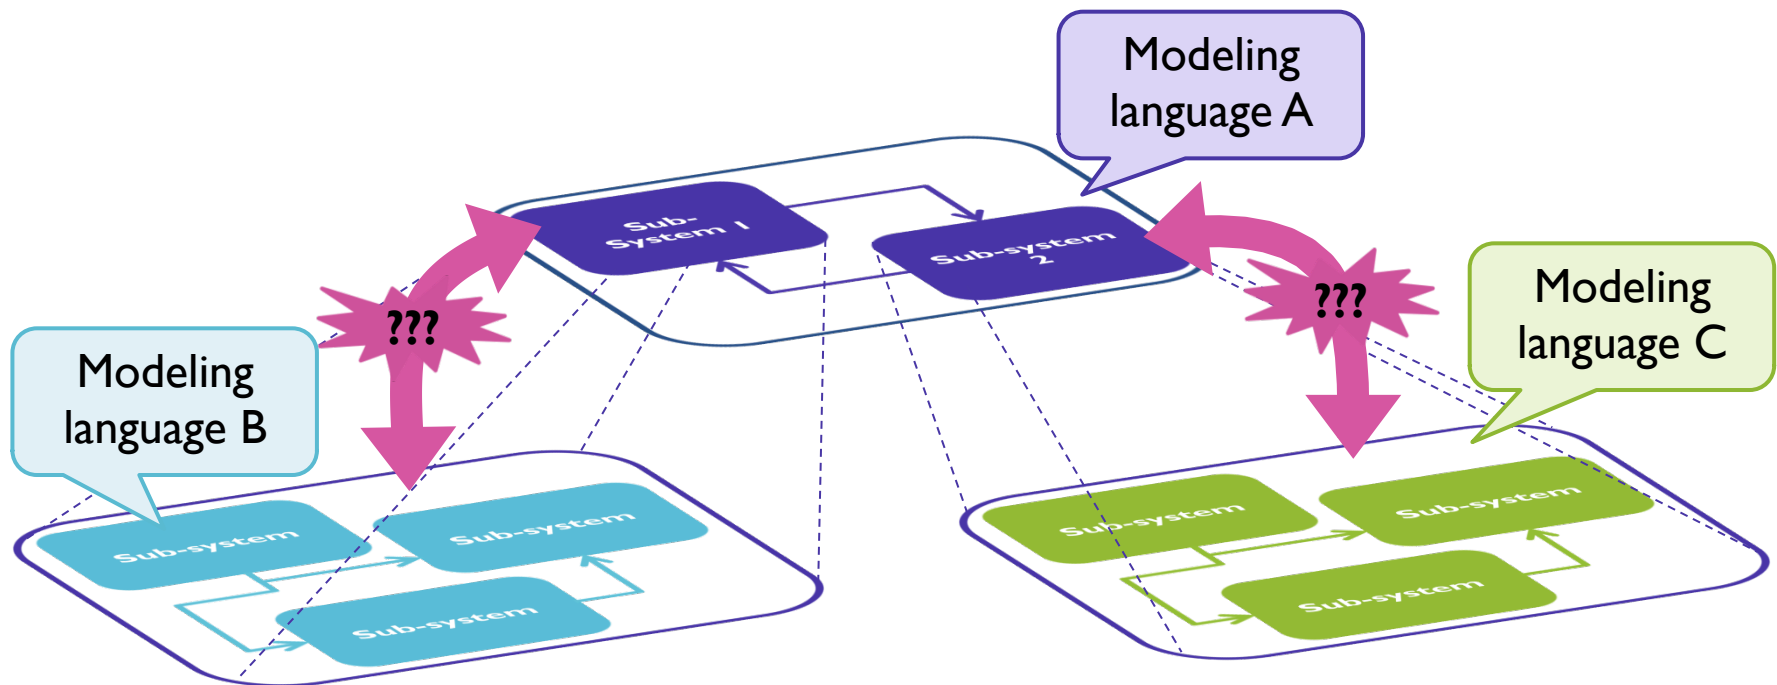 Modeling
language A
Sub-
System 1
Sub-system
2
???
???
Modeling
language B
Modeling
language C
Sub-system
Sub-system
Sub-system
Sub-system
Sub-system
Sub-system